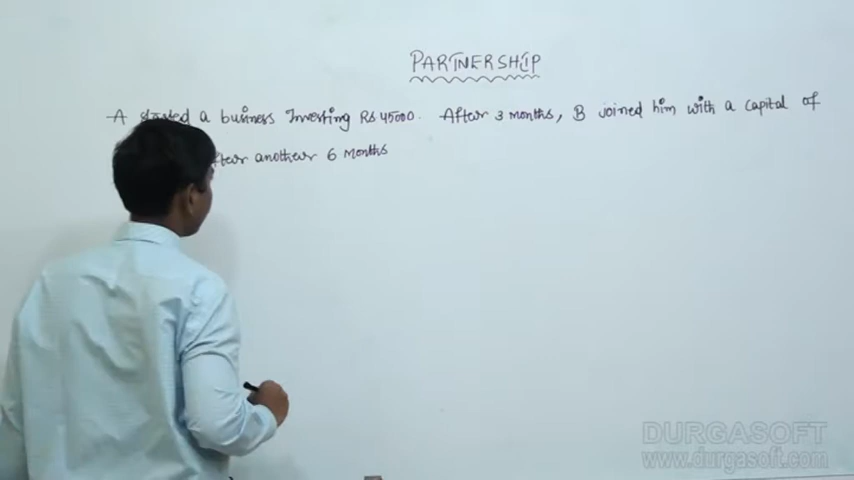 PARTNERSHIP
A started a business Investing Rs 45000. After 3 months, B joined him with a capital of
After another 6 Months
DURGASOFT
www.durgasoft.com